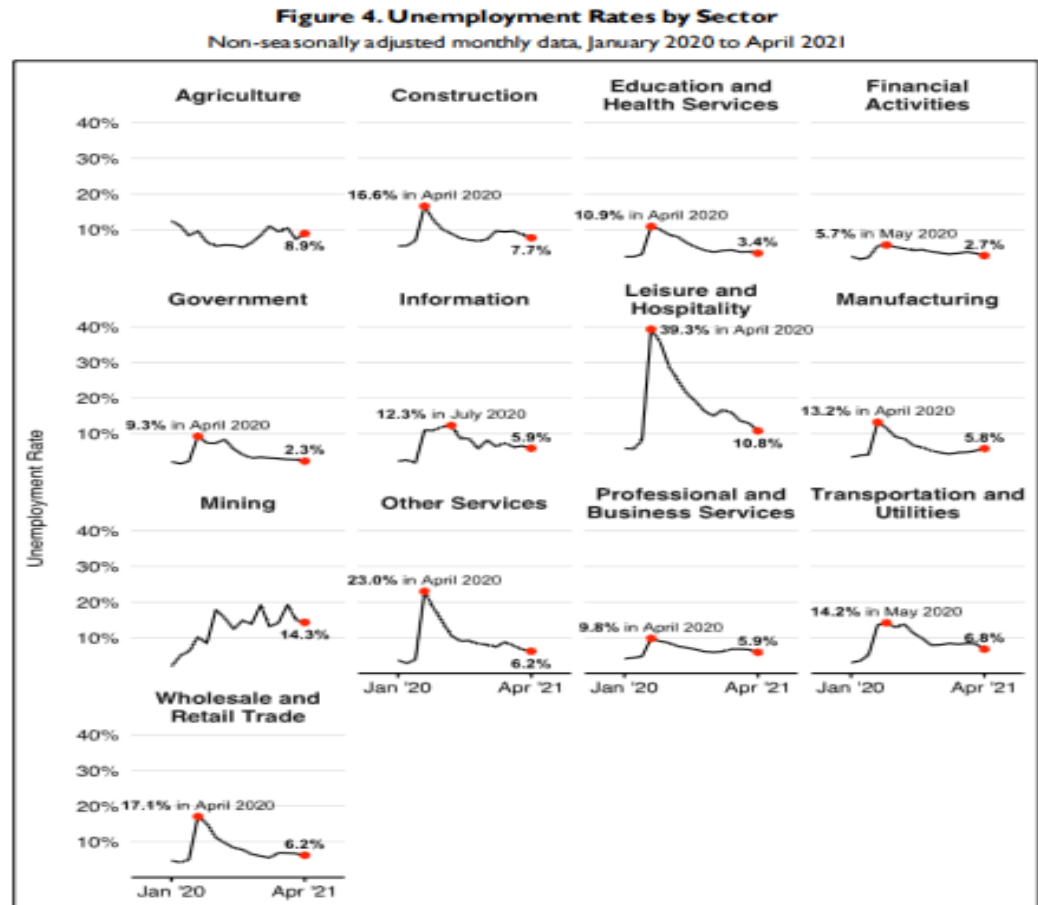 Figure 4. Unemployment Rates by Sector
Non-seasonally adjusted monthly data, January 2020 to April 2021
Unemployment Rate
Agriculture
40%
30%
20%
10%
8.9%
Construction
16.6% in April 2020
7.7%
Education and
Health Services
10.9% in April 2020
3.4%
Financial
Activities
5.7% in May 2020
2.7%
Government
40%
30%
20%
10%
9.3% in April 2020
2.3%
Information
12.3% in July 2020
5.9%
Leisure and
Hospitality
39.3% in April 2020
10.8%
Manufacturing
13.2% in April 2020
5.8%
Mining
40%
30%
20%
10%
14.3%
Other Services
23.0% in April 2020
6.2%
Jan '20 Apr '21
Professional and
Business Services
9.8% in April 2020
5.9%
Jan '20 Apr '21
Transportation and
Utilities
14.2% in May 2020
6.8%
Jan '20 Apr '21
Wholesale and
Retail Trade
40%
30%
20%
10%
17.1% in April 2020
6.2%
Jan '20 Apr '21